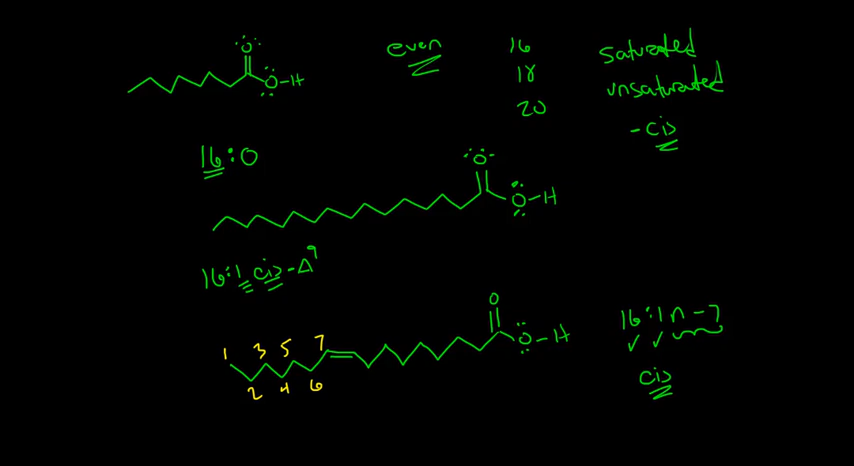 even
16
18
20
saturated
unsaturated
- cis
O
O-H
16:0
O
O-H
16:1 cis-Δ⁹
O
O-H
1 2 3 4 5 6 7
16:1 n-7
✓ ✓
cis